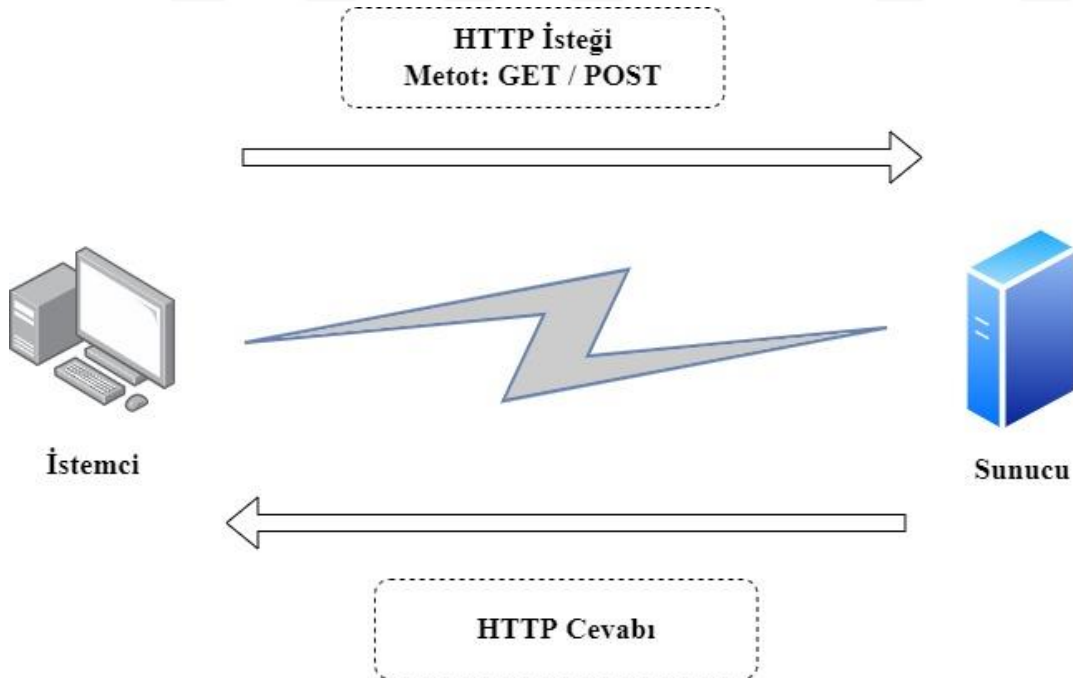 HTTP İsteği
Metot: GET / POST
İstemci
Sunucu
HTTP Cevabı